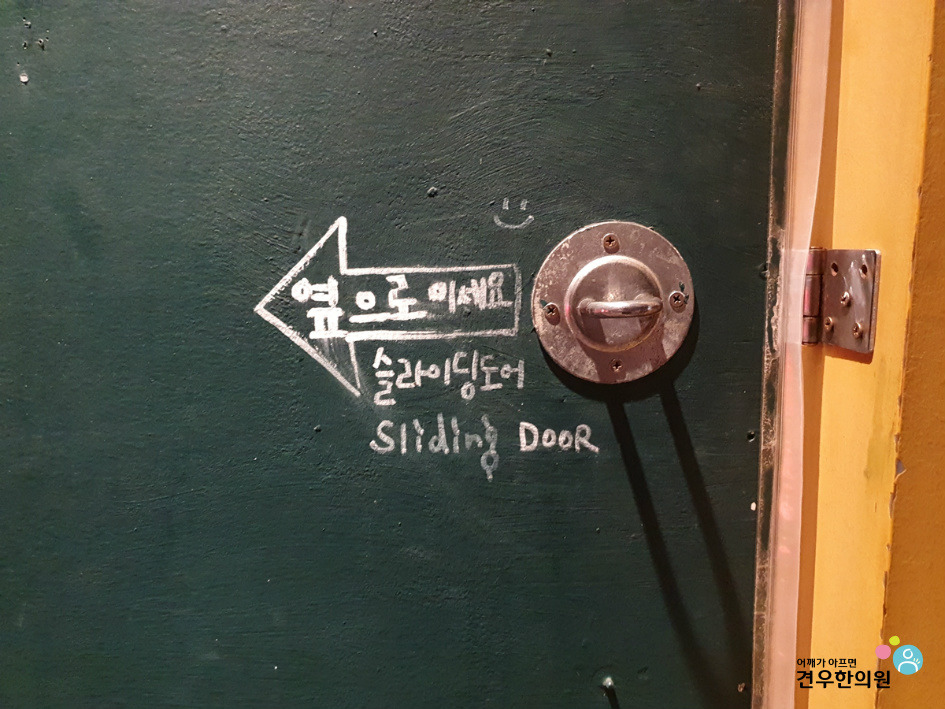 옆으로 미세요
슬라이딩도어
Sliding DOOR
어깨가 아프면
견우한의원